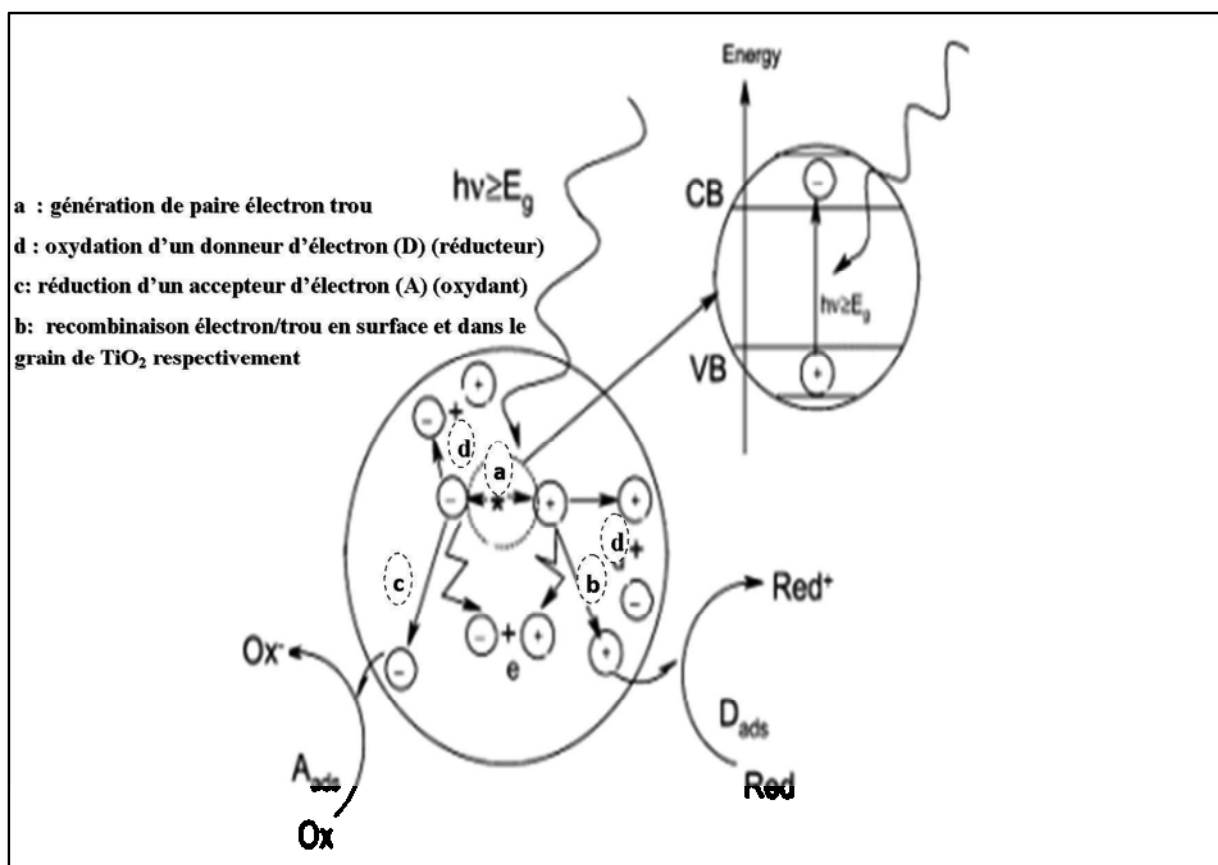 Energy
hν≥Eg
CB
a : génération de paire électron trou
d : oxydation d'un donneur d'électron (D) (réducteur)
c: réduction d'un accepteur d'électron (A) (oxydant)
b: recombinaison électron/trou en surface et dans le
grain de TiO₂ respectivement
hν≥Eg
VB
+
− + d
a
− +
+
d +
c
b
−
− + +
e
+
−
Ox⁻
Red⁺
Dads
Aads
Red
Ox